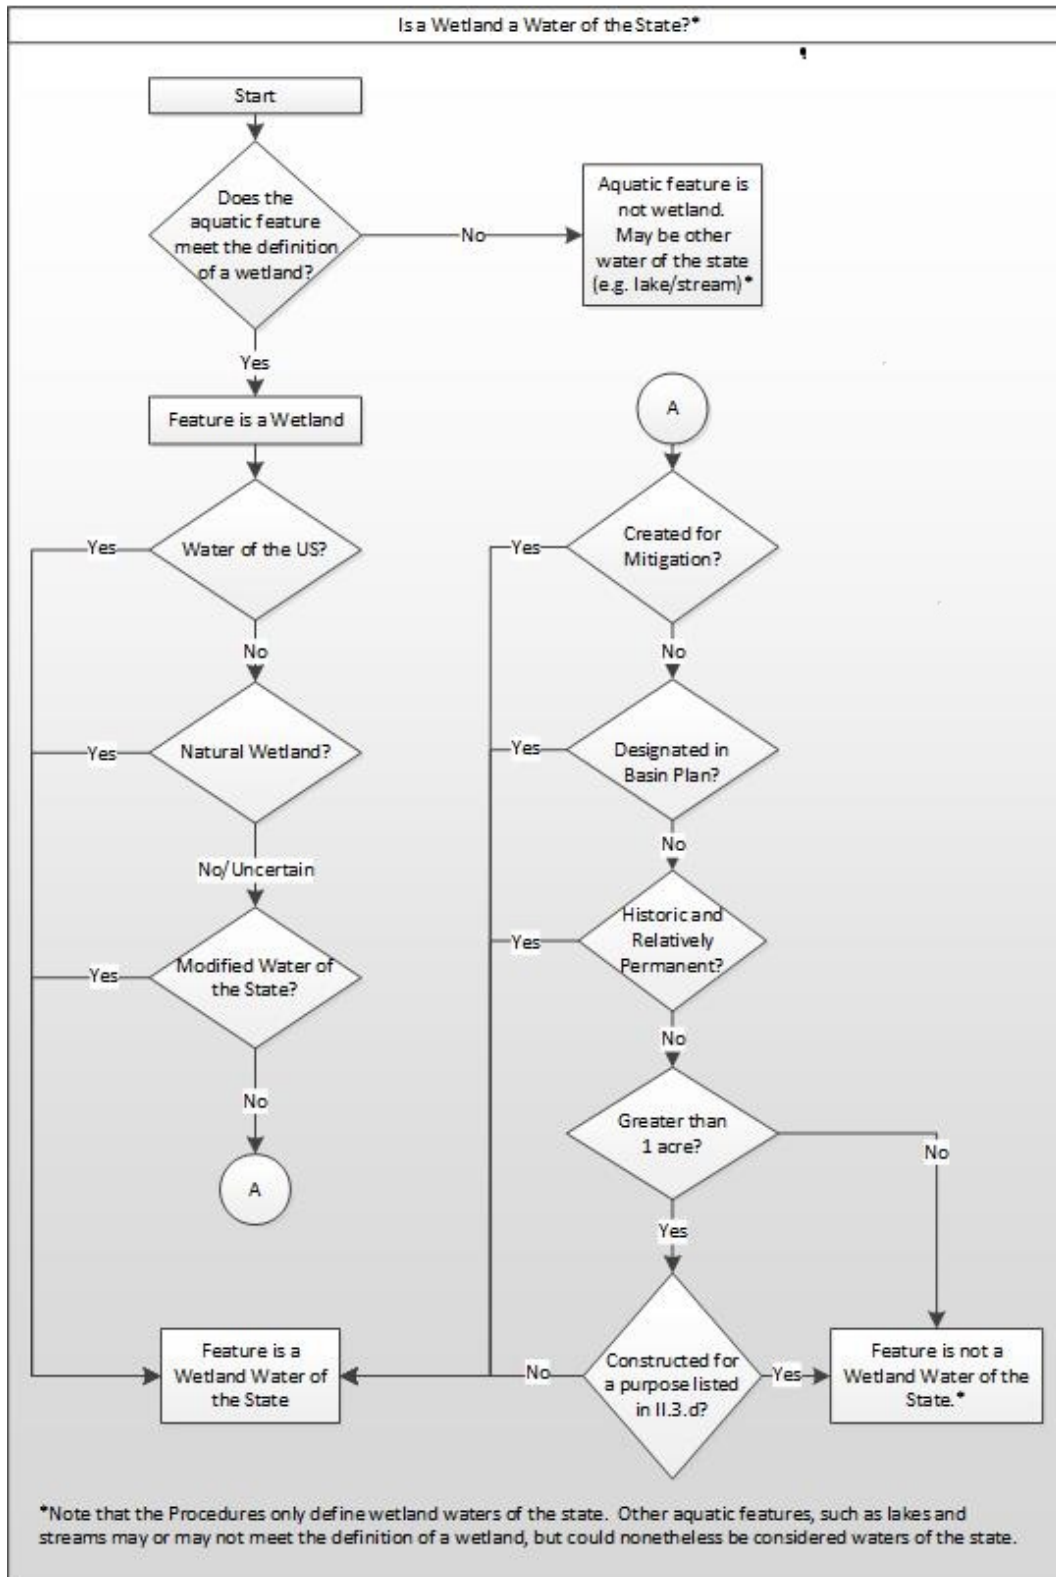 Is a Wetland a Water of the State?*
¶
Start
Does the
aquatic feature
meet the definition
of a wetland?
No
Aquatic feature is
not wetland.
May be other
water of the state
(e.g. lake/stream)*
Yes
Feature is a Wetland
Water of the US?
Yes
No
Natural Wetland?
Yes
No/Uncertain
Modified Water of
the State?
Yes
No
A
A
Created for
Mitigation?
Yes
No
Designated in
Basin Plan?
Yes
No
Historic and
Relatively
Permanent?
Yes
No
Greater than
1 acre?
No
Yes
Constructed for
a purpose listed
in II.3.d?
No
Yes
Feature is a
Wetland Water of
the State
Feature is not a
Wetland Water of the
State.*
*Note that the Procedures only define wetland waters of the state. Other aquatic features, such as lakes and
streams may or may not meet the definition of a wetland, but could nonetheless be considered waters of the state.